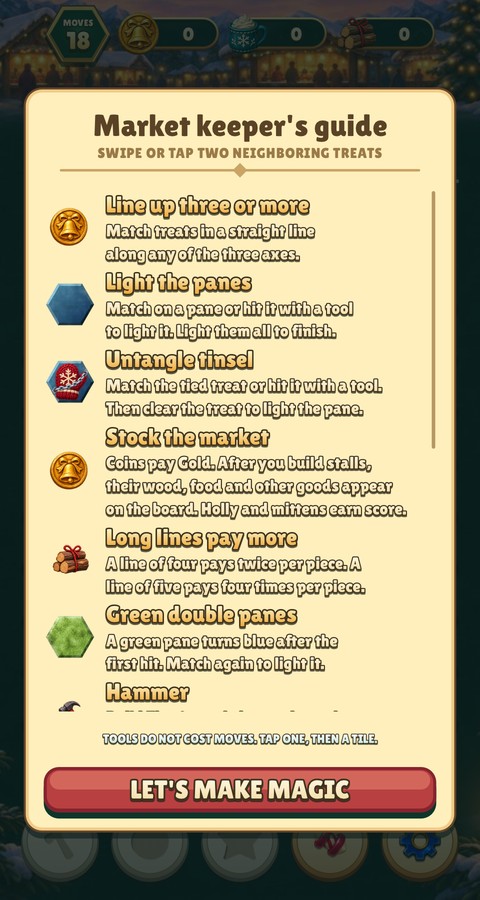 MOVES
18
0
0
0
Market keeper's guide
SWIPE OR TAP TWO NEIGHBORING TREATS
Line up three or more
Match treats in a straight line
along any of the three axes.
Light the panes
Match on a pane or hit it with a tool
to light it. Light them all to finish.
Untangle tinsel
Match the tied treat or hit it with a tool.
Then clear the treat to light the pane.
Stock the market
Coins pay Gold. After you build stalls,
their wood, food and other goods appear
on the board. Holly and mittens earn score.
Long lines pay more
A line of four pays twice per piece. A
line of five pays four times per piece.
Green double panes
A green pane turns blue after the
first hit. Match again to light it.
Hammer
TOOLS DO NOT COST MOVES. TAP ONE, THEN A TILE.
LET'S MAKE MAGIC